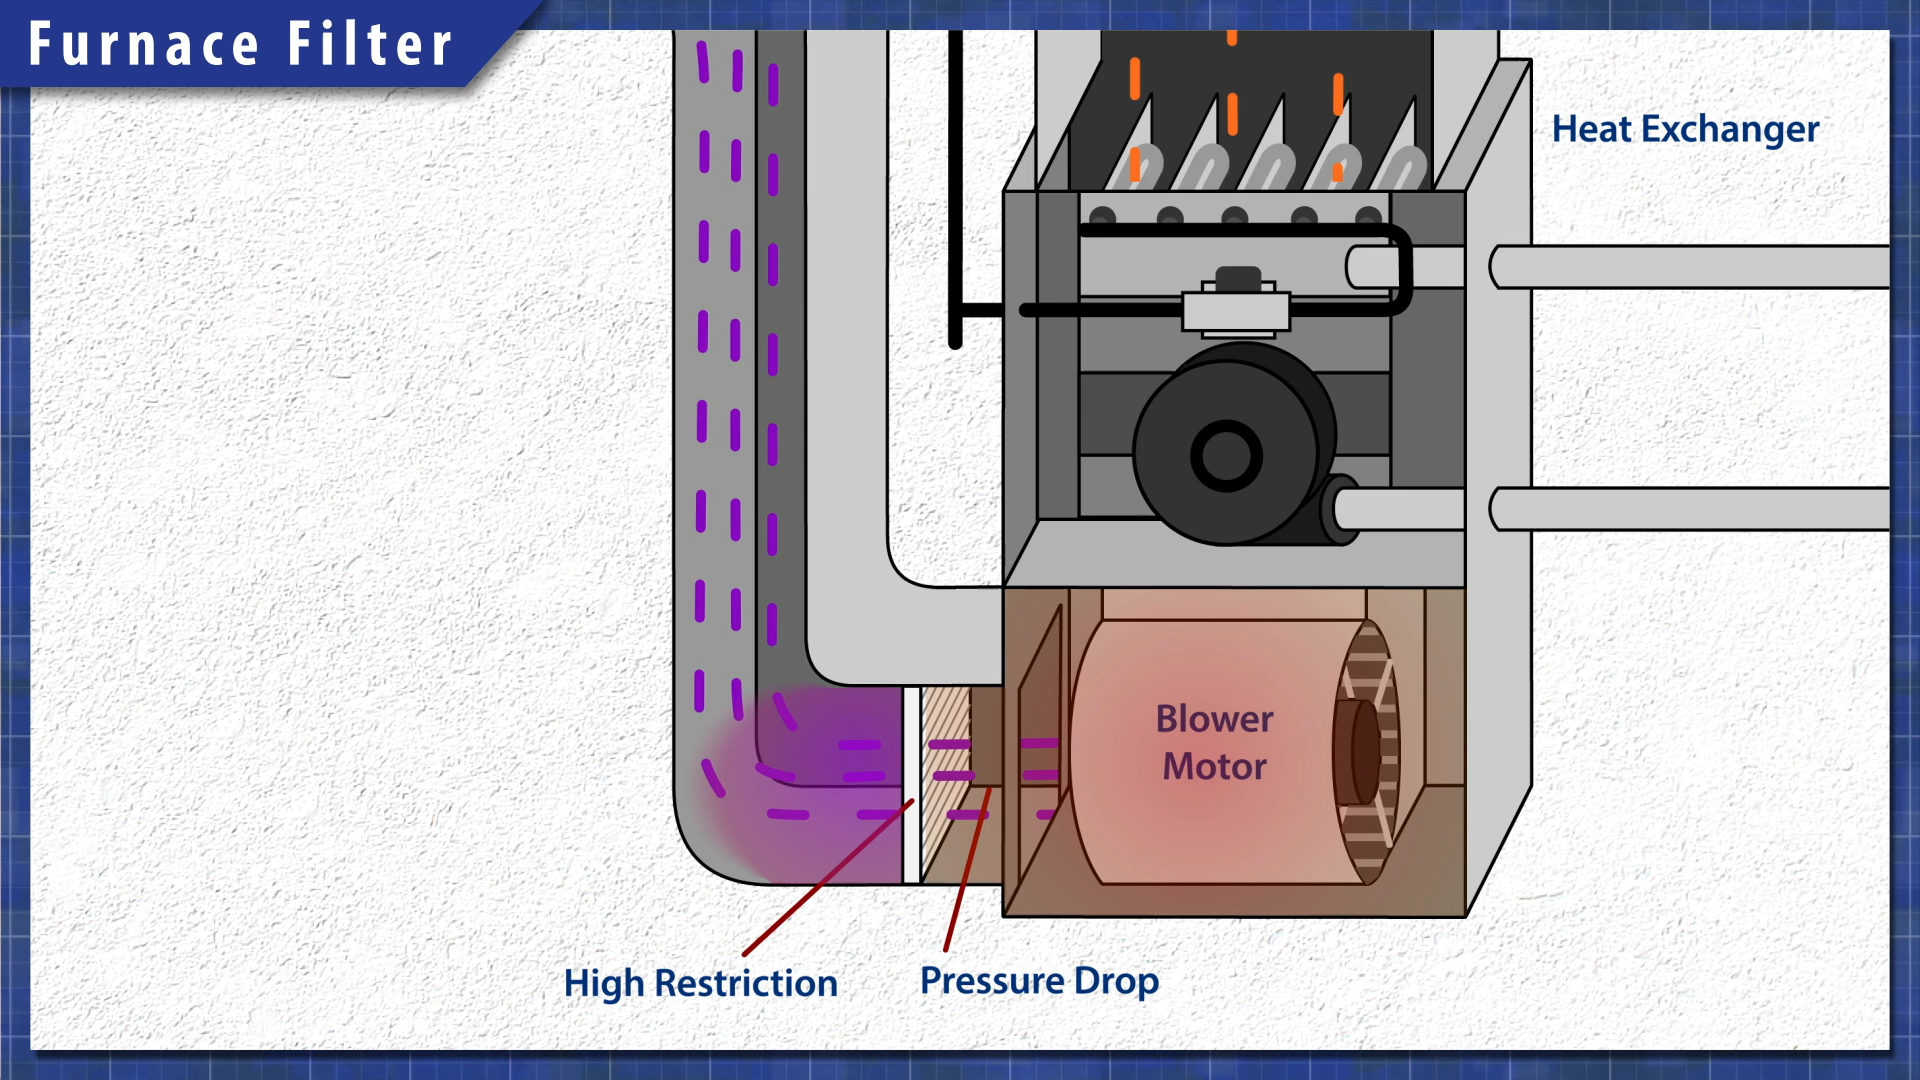 Furnace Filter
Heat Exchanger
Blower
Motor
High Restriction
Pressure Drop